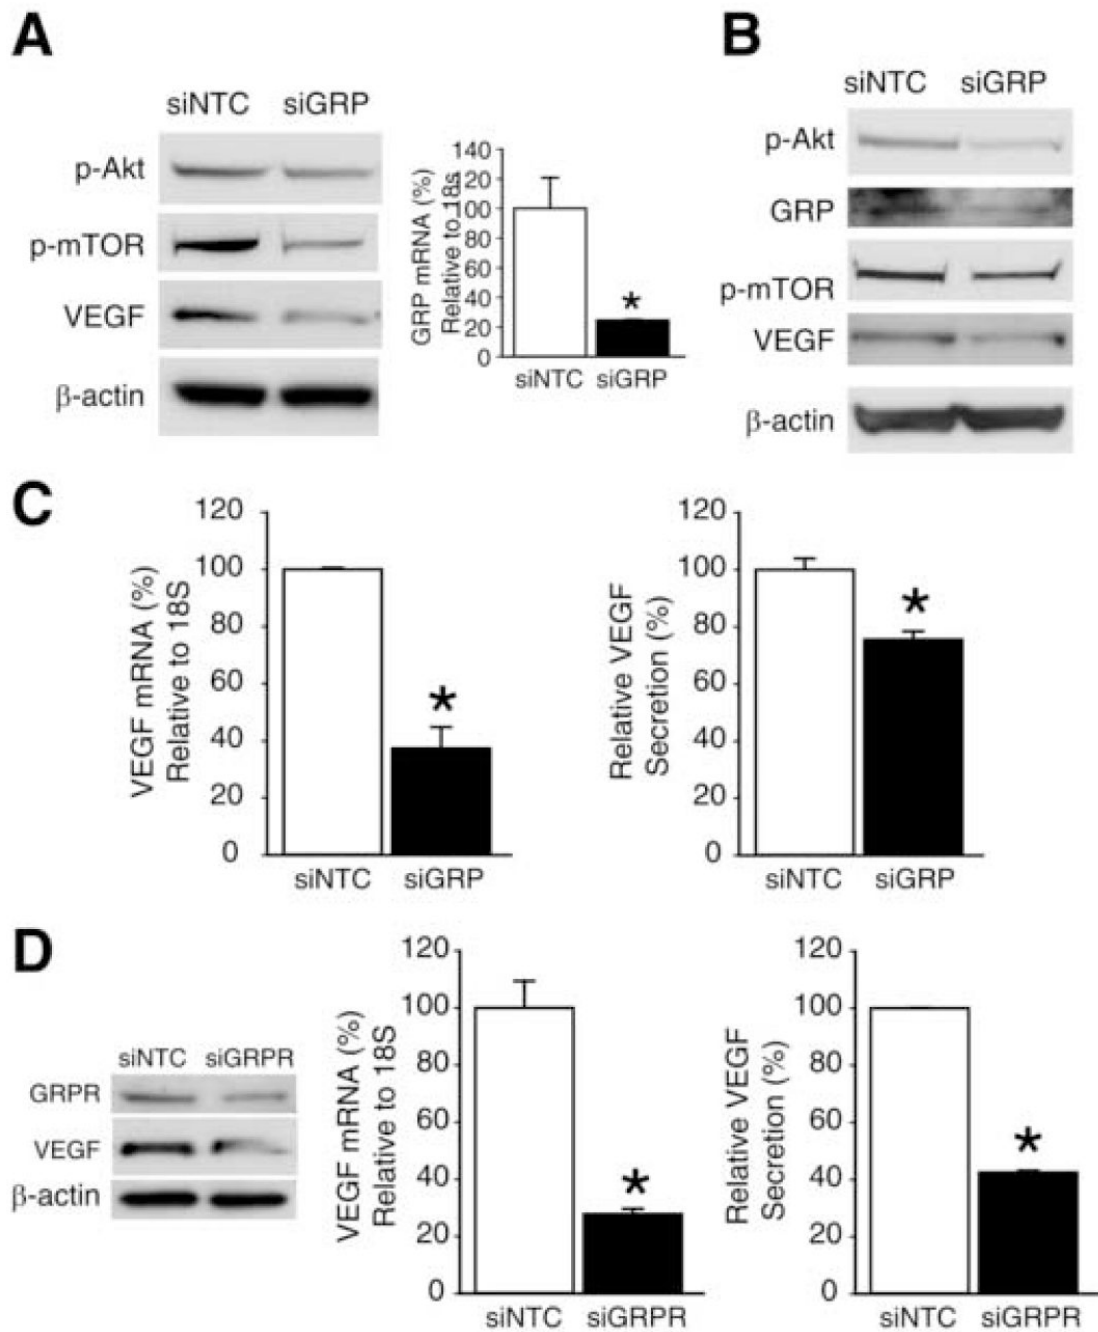 A
siNTC siGRP
p-Akt
p-mTOR
VEGF
β-actin
GRP mRNA (%)
Relative to 18s
140
120
100
80
60
40
20
0
*
siNTC siGRP
B
siNTC siGRP
p-Akt
GRP
p-mTOR
VEGF
β-actin
C
VEGF mRNA (%)
Relative to 18S
120
100
80
60
40
20
0
*
siNTC siGRP
Relative VEGF
Secretion (%)
120
100
80
60
40
20
0
*
siNTC siGRP
D
siNTC siGRPR
GRPR
VEGF
β-actin
VEGF mRNA (%)
Relative to 18S
120
100
80
60
40
20
0
*
siNTC siGRPR
Relative VEGF
Secretion (%)
120
100
80
60
40
20
0
*
siNTC siGRPR